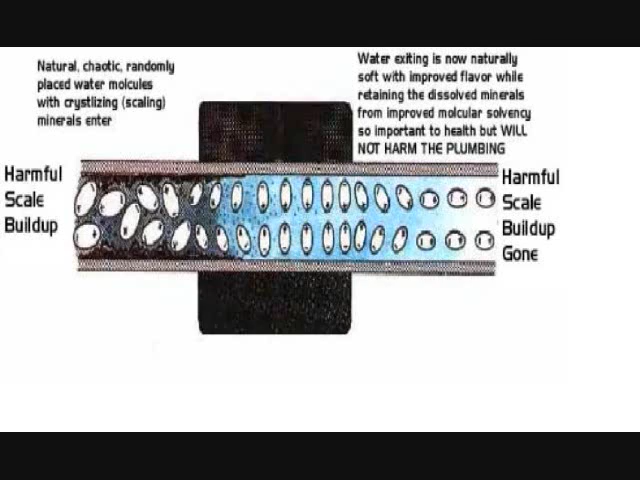 Natural, chaotic, randomly
placed water molcules
with crystlizing (scaling)
minerals enter
Water exiting is now naturally
soft with improved flavor while
retaining the dissolved minerals
from improved molcular solvency
so important to health but WILL
NOT HARM THE PLUMBING
Harmful
Scale
Buildup
Harmful
Scale
Buildup
Gone